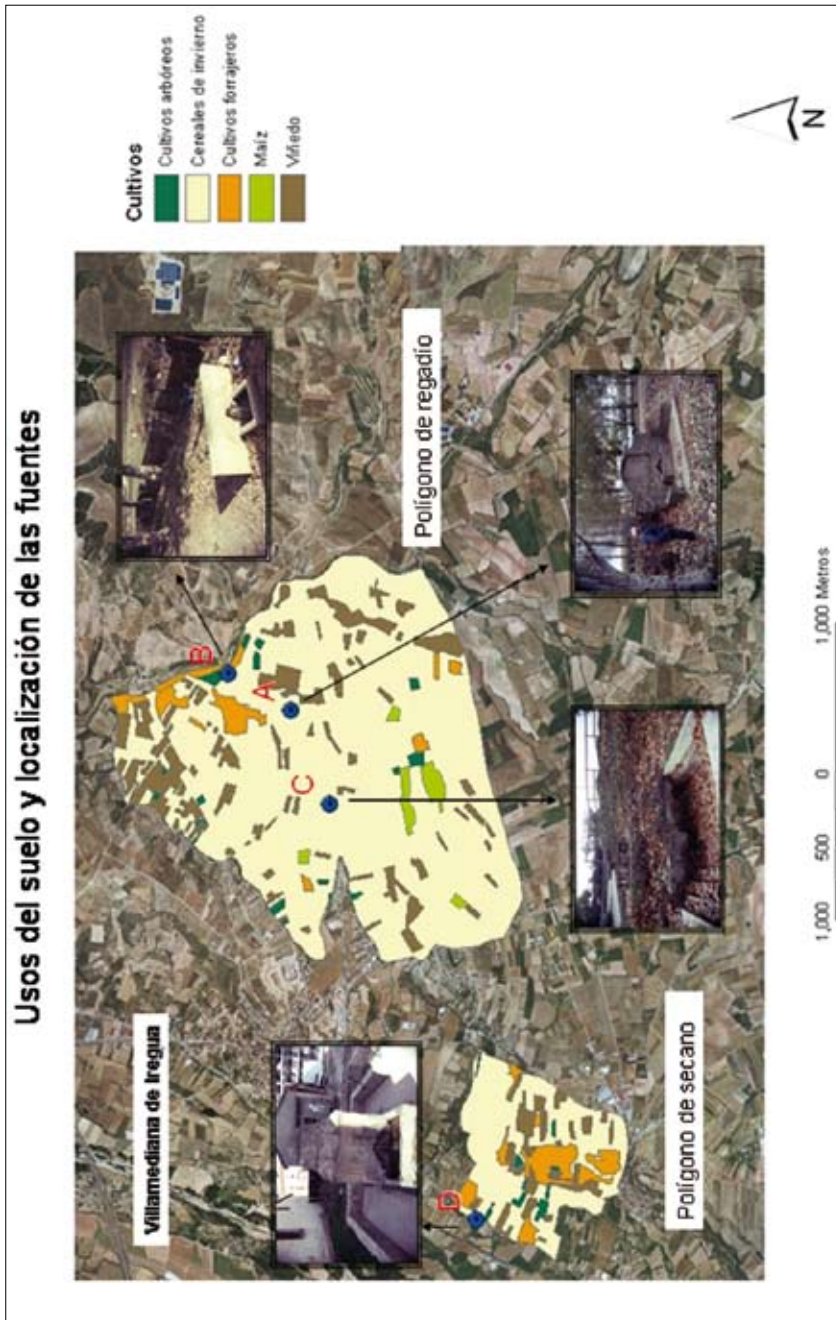 Usos del suelo y localización de las fuentes
Villamediana de Iregua
B
A
C
D
Polígono de regadío
Polígono de secano
Cultivos
Cultivos arbóreos
Cereales de invierno
Cultivos forrajeros
Maíz
Viñedo
N
1,000 500 0 1,000 Metros